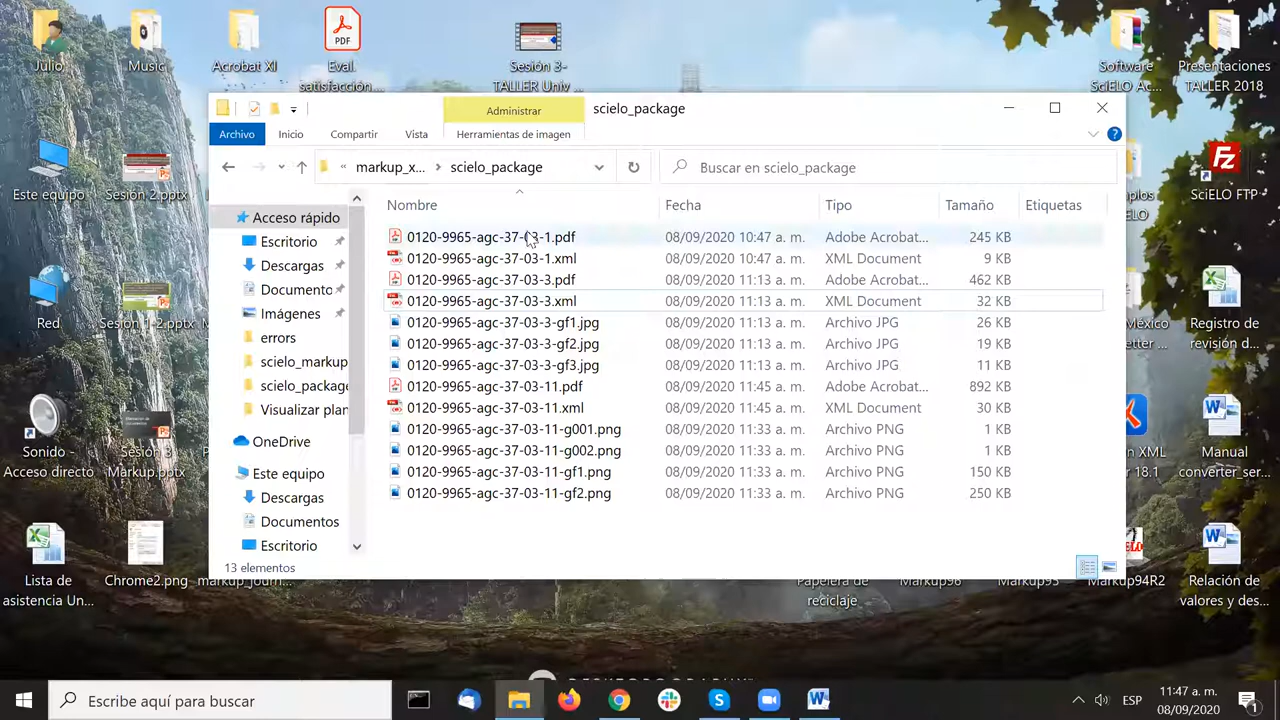 Julio
Music
Acrobat XI
Eval.
satisfacción...
PDF
Sesión 3-
TALLER Univ ...
Software
SciELO Ac...
Presentaciones
TALLER 2018
Administrar
scielo_package
Archivo
Inicio
Compartir
Vista
Herramientas de imagen
« markup_x... › scielo_package
Buscar en scielo_package
Este equipo
Sesión 2.pptx
SciELO FTP
Nombre
Fecha
Tipo
Tamaño
Etiquetas
Acceso rápido
Escritorio
Descargas
Documento
Imágenes
errors
scielo_markup
scielo_package
Visualizar plan
OneDrive
Este equipo
Descargas
Documentos
Escritorio
0120-9965-agc-37-03-1.pdf 08/09/2020 10:47 a. m. Adobe Acrobat... 245 KB
0120-9965-agc-37-03-1.xml 08/09/2020 10:47 a. m. XML Document 9 KB
0120-9965-agc-37-03-3.pdf 08/09/2020 11:13 a. m. Adobe Acrobat... 462 KB
0120-9965-agc-37-03-3.xml 08/09/2020 11:13 a. m. XML Document 32 KB
0120-9965-agc-37-03-3-gf1.jpg 08/09/2020 11:13 a. m. Archivo JPG 26 KB
0120-9965-agc-37-03-3-gf2.jpg 08/09/2020 11:13 a. m. Archivo JPG 19 KB
0120-9965-agc-37-03-3-gf3.jpg 08/09/2020 11:13 a. m. Archivo JPG 11 KB
0120-9965-agc-37-03-11.pdf 08/09/2020 11:45 a. m. Adobe Acrobat... 892 KB
0120-9965-agc-37-03-11.xml 08/09/2020 11:45 a. m. XML Document 30 KB
0120-9965-agc-37-03-11-g001.png 08/09/2020 11:33 a. m. Archivo PNG 1 KB
0120-9965-agc-37-03-11-g002.png 08/09/2020 11:33 a. m. Archivo PNG 1 KB
0120-9965-agc-37-03-11-gf1.png 08/09/2020 11:33 a. m. Archivo PNG 150 KB
0120-9965-agc-37-03-11-gf2.png 08/09/2020 11:33 a. m. Archivo PNG 250 KB
13 elementos
Red
Sesión 1-2.pptx
México
Registro de
revisión d...
Sonido
Acceso directo
Sesión 3
Markup.pptx
XML
18.1
Manual
converter_ser...
Lista de
asistencia Un...
Chrome2.png
markup_journ...
Papelera de
reciclaje
Markup96
Markup95
Markup94R2
Relación de
valores y des...
Escribe aquí para buscar
ESP
11:47 a. m.
08/09/2020
1